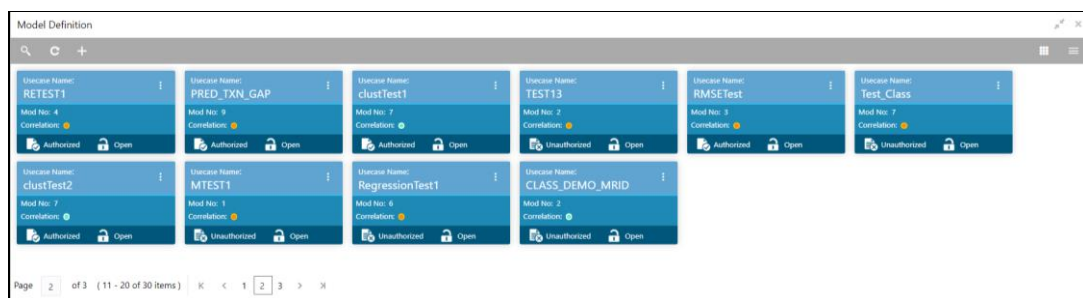 Model Definition
Usecase Name:
RETEST1
Mod No: 4
Correlation:
Authorized Open
Usecase Name:
PRED_TXN_GAP
Mod No: 9
Correlation:
Authorized Open
Usecase Name:
clustTest1
Mod No: 7
Correlation:
Authorized Open
Usecase Name:
TEST13
Mod No: 2
Correlation:
Unauthorized Open
Usecase Name:
RMSETest
Mod No: 3
Correlation:
Authorized Open
Usecase Name:
Test_Class
Mod No: 7
Correlation:
Unauthorized Open
Usecase Name:
clustTest2
Mod No: 7
Correlation:
Authorized Open
Usecase Name:
MTEST1
Mod No: 1
Correlation:
Unauthorized Open
Usecase Name:
RegressionTest1
Mod No: 6
Correlation:
Unauthorized Open
Usecase Name:
CLASS_DEMO_MRID
Mod No: 2
Correlation:
Unauthorized Open
Page 2 of 3 (11 - 20 of 30 items) K < 1 2 3 > >|